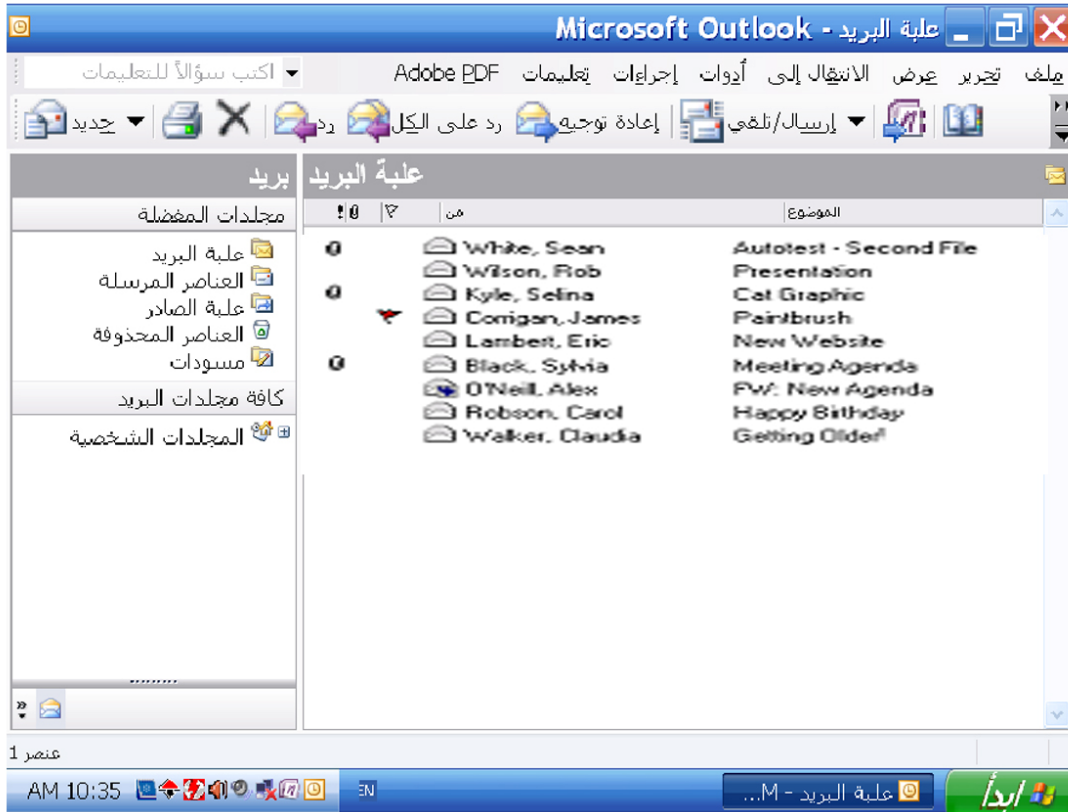 علبة البريد - Microsoft Outlook
ملف تحرير عرض الانتقال إلى أدوات إجراءات تعليمات Adobe PDF اكتب سؤالاً للتعليمات
جديد رد رد على الكل إعادة توجيه إرسال/تلقي
بريد
علبة البريد
مجلدات المفضلة
علبة البريد
العناصر المرسلة
علبة الصادر
العناصر المحذوفة
مسودات
كافة مجلدات البريد
المجلدات الشخصية
من الموضوع
White, Sean Autotest - Second File
Wilson, Rob Presentation
Kyle, Selina Cat Graphic
Corrigan, James Paintbrush
Lambert, Eric New Website
Black, Sylvia Meeting Agenda
O'Neill, Alex FW: New Agenda
Robson, Carol Happy Birthday
Walker, Claudia Getting Older!
عنصر 1
ابدأ علبة البريد - M... EN AM 10:35